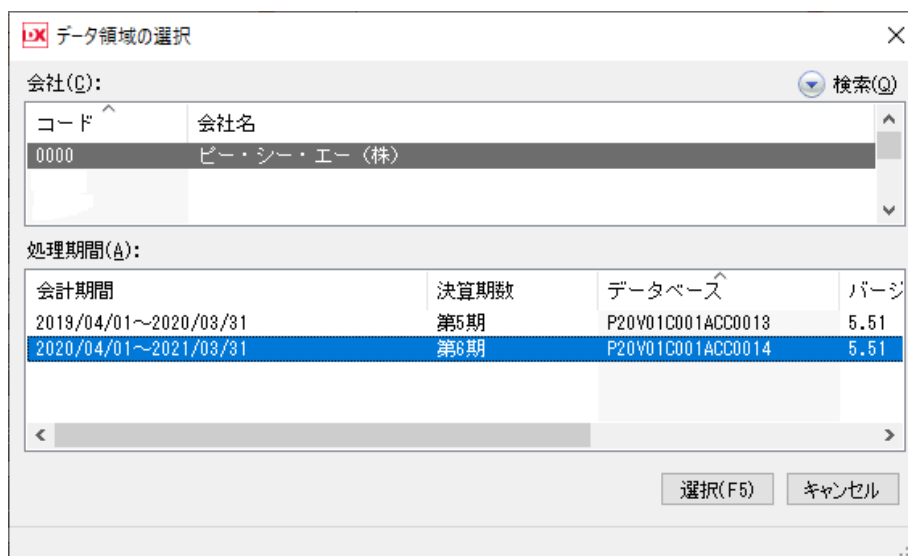 DX データ領域の選択
会社(C): 検索(Q)
コード 会社名
0000 ピー・シー・エー（株）
処理期間(A):
会計期間 決算期数 データベース バージ
2019/04/01～2020/03/31 第5期 P20V01C001ACC0013 5.51
2020/04/01～2021/03/31 第6期 P20V01C001ACC0014 5.51
選択(F5) キャンセル